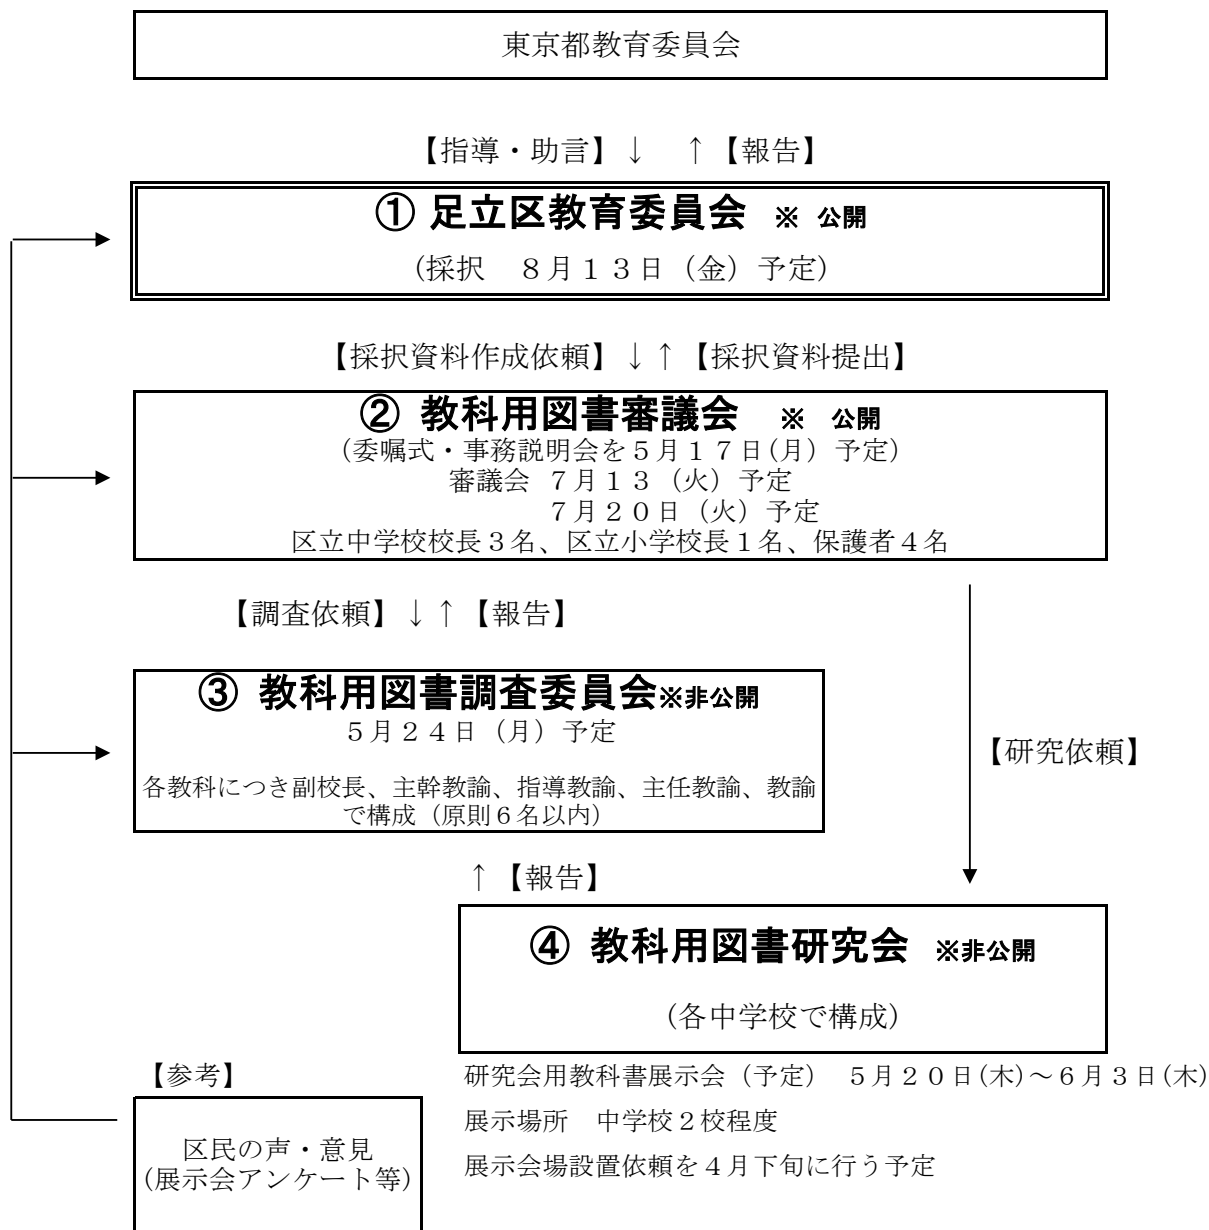 東京都教育委員会
【指導・助言】↓　↑【報告】
① 足立区教育委員会　※ 公開
(採択　８月１３日（金）予定)
【採択資料作成依頼】↓↑【採択資料提出】
② 教科用図書審議会　※　公開
(委嘱式・事務説明会を５月１７日(月）予定)
審議会 ７月１３（火）予定
７月２０日（火）予定
区立中学校校長３名、区立小学校長１名、保護者４名
【調査依頼】↓↑【報告】
③ 教科用図書調査委員会※非公開
５月２４日（月）予定
各教科につき副校長、主幹教諭、指導教諭、主任教諭、教諭
で構成（原則６名以内）
【研究依頼】
↑【報告】
④ 教科用図書研究会　※非公開
(各中学校で構成)
【参考】
区民の声・意見
(展示会アンケート等)
研究会用教科書展示会（予定）　５月２０日(木)～６月３日(木)
展示場所　中学校２校程度
展示会場設置依頼を４月下旬に行う予定